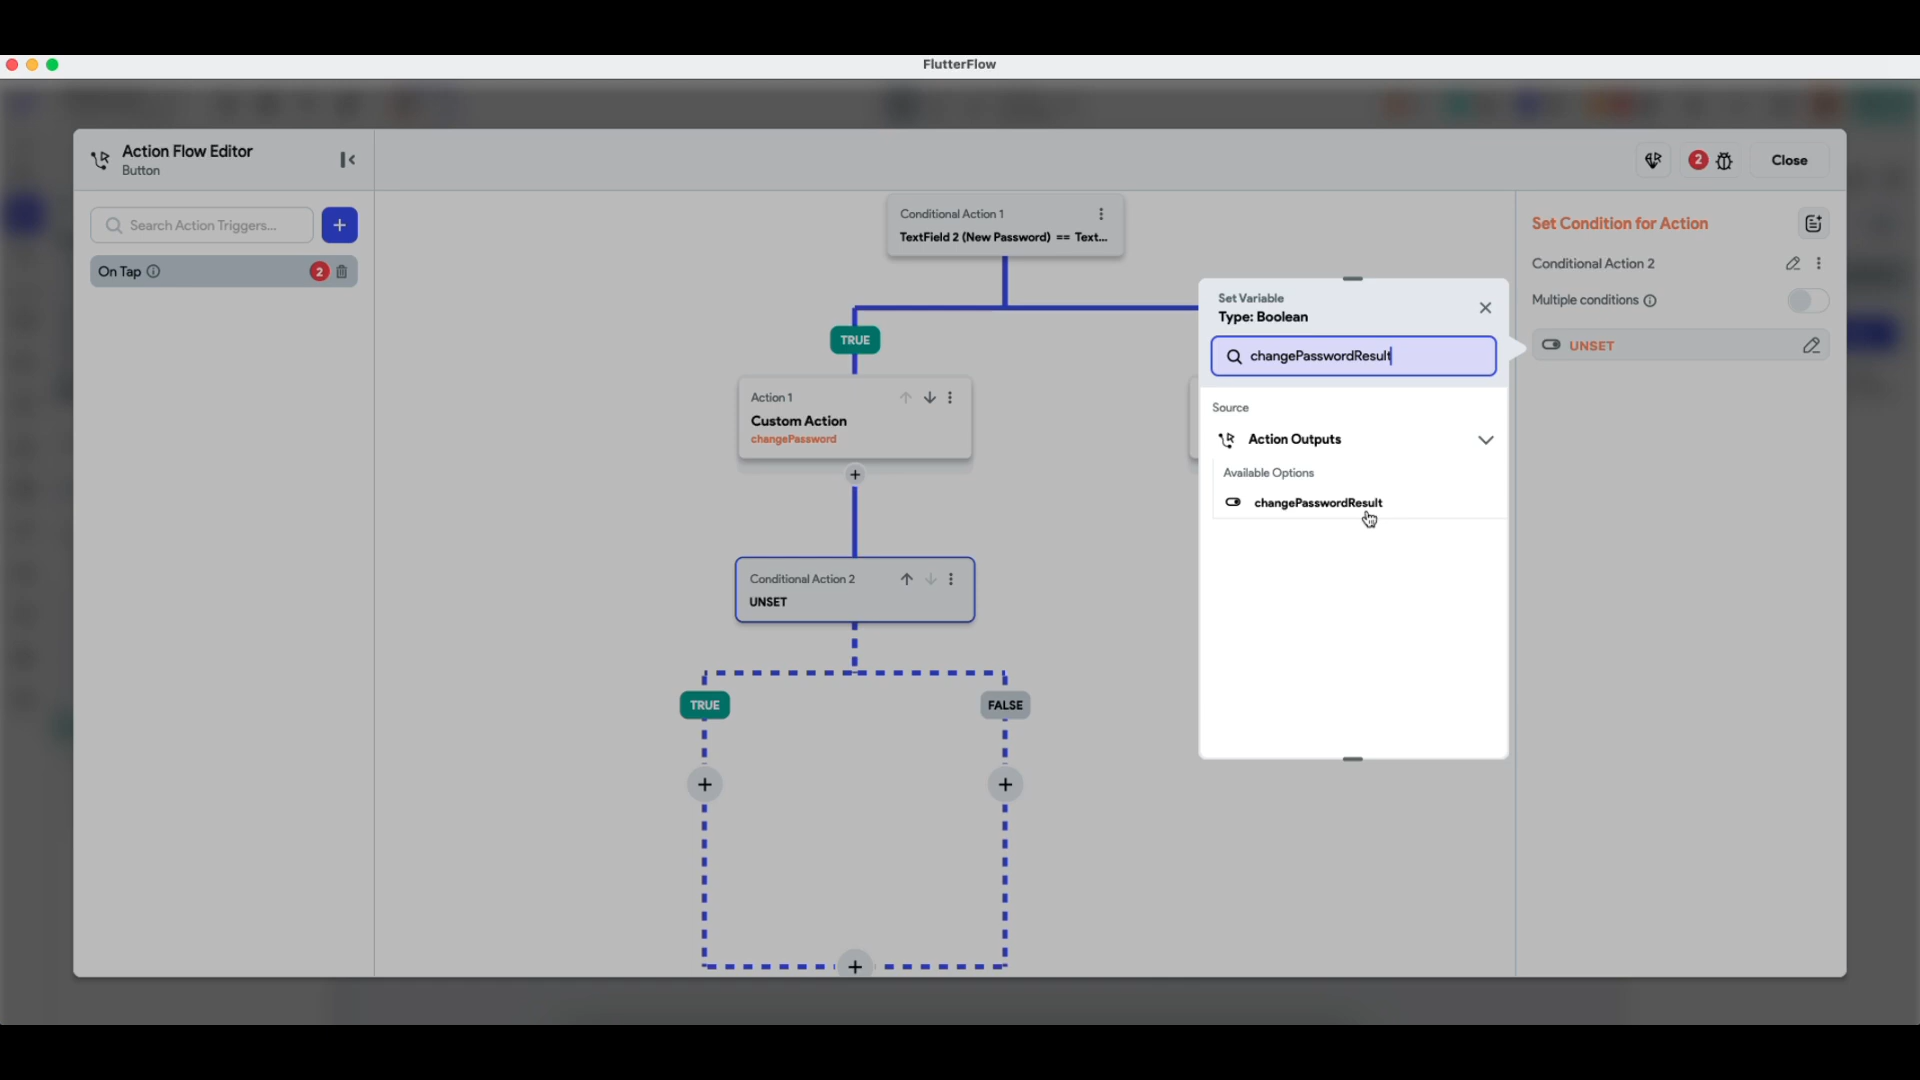 FlutterFlow
Action Flow Editor
Button
2
Close
Search Action Triggers...
On Tap
2
Conditional Action 1
TextField 2 (New Password) == Text...
TRUE
Action 1
Custom Action
changePassword
Conditional Action 2
UNSET
TRUE
FALSE
Set Variable
Type: Boolean
changePasswordResult
Source
Action Outputs
Available Options
changePasswordResult
Set Condition for Action
Conditional Action 2
Multiple conditions
UNSET